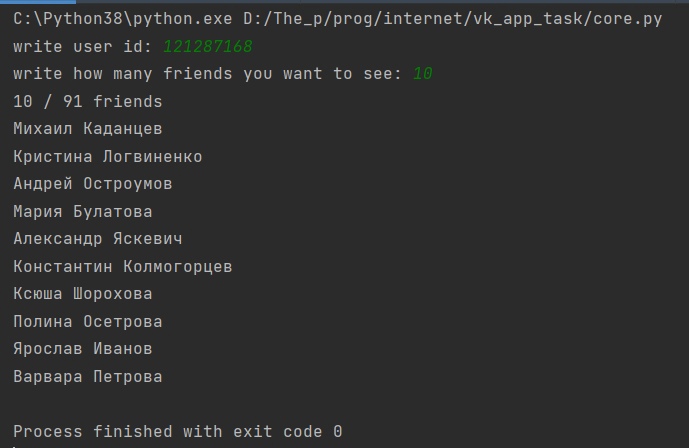 C:\Python38\python.exe D:/The_p/prog/internet/vk_app_task/core.py
write user id: 121287168
write how many friends you want to see: 10
10 / 91 friends
Михаил Каданцев
Кристина Логвиненко
Андрей Остроумов
Мария Булатова
Александр Яскевич
Константин Колмогорцев
Ксюша Шорохова
Полина Осетрова
Ярослав Иванов
Варвара Петрова
Process finished with exit code 0